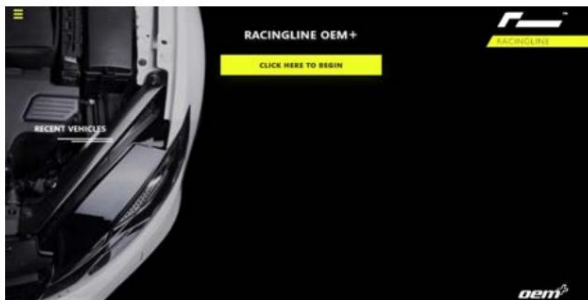 RACINGLINE OEM+
RACINGLINE
CLICK HERE TO BEGIN
RECENT VEHICLES
oem+